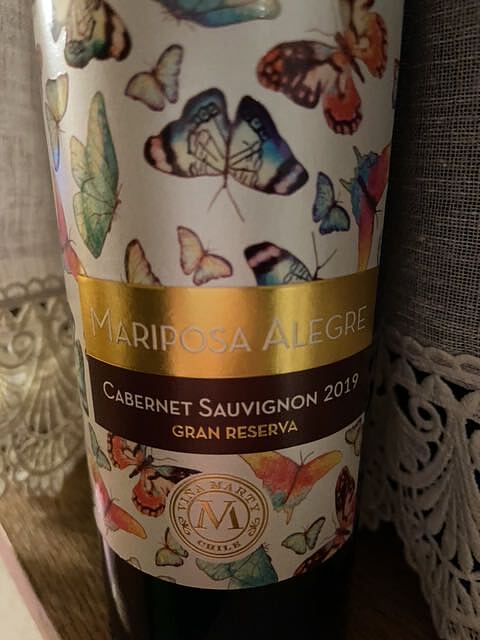 MARIPOSA ALEGRE
CABERNET SAUVIGNON 2019
GRAN RESERVA
VIÑA MARTY
M
CHILE